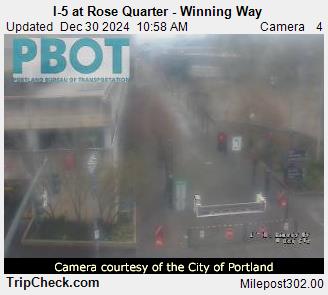 I-5 at Rose Quarter - Winning Way
Updated Dec 30 2024 10:58 AM Camera 4
PBOT
PORTLAND BUREAU OF TRANSPORTATION
Camera courtesy of the City of Portland
TripCheck.com Milepost302.00